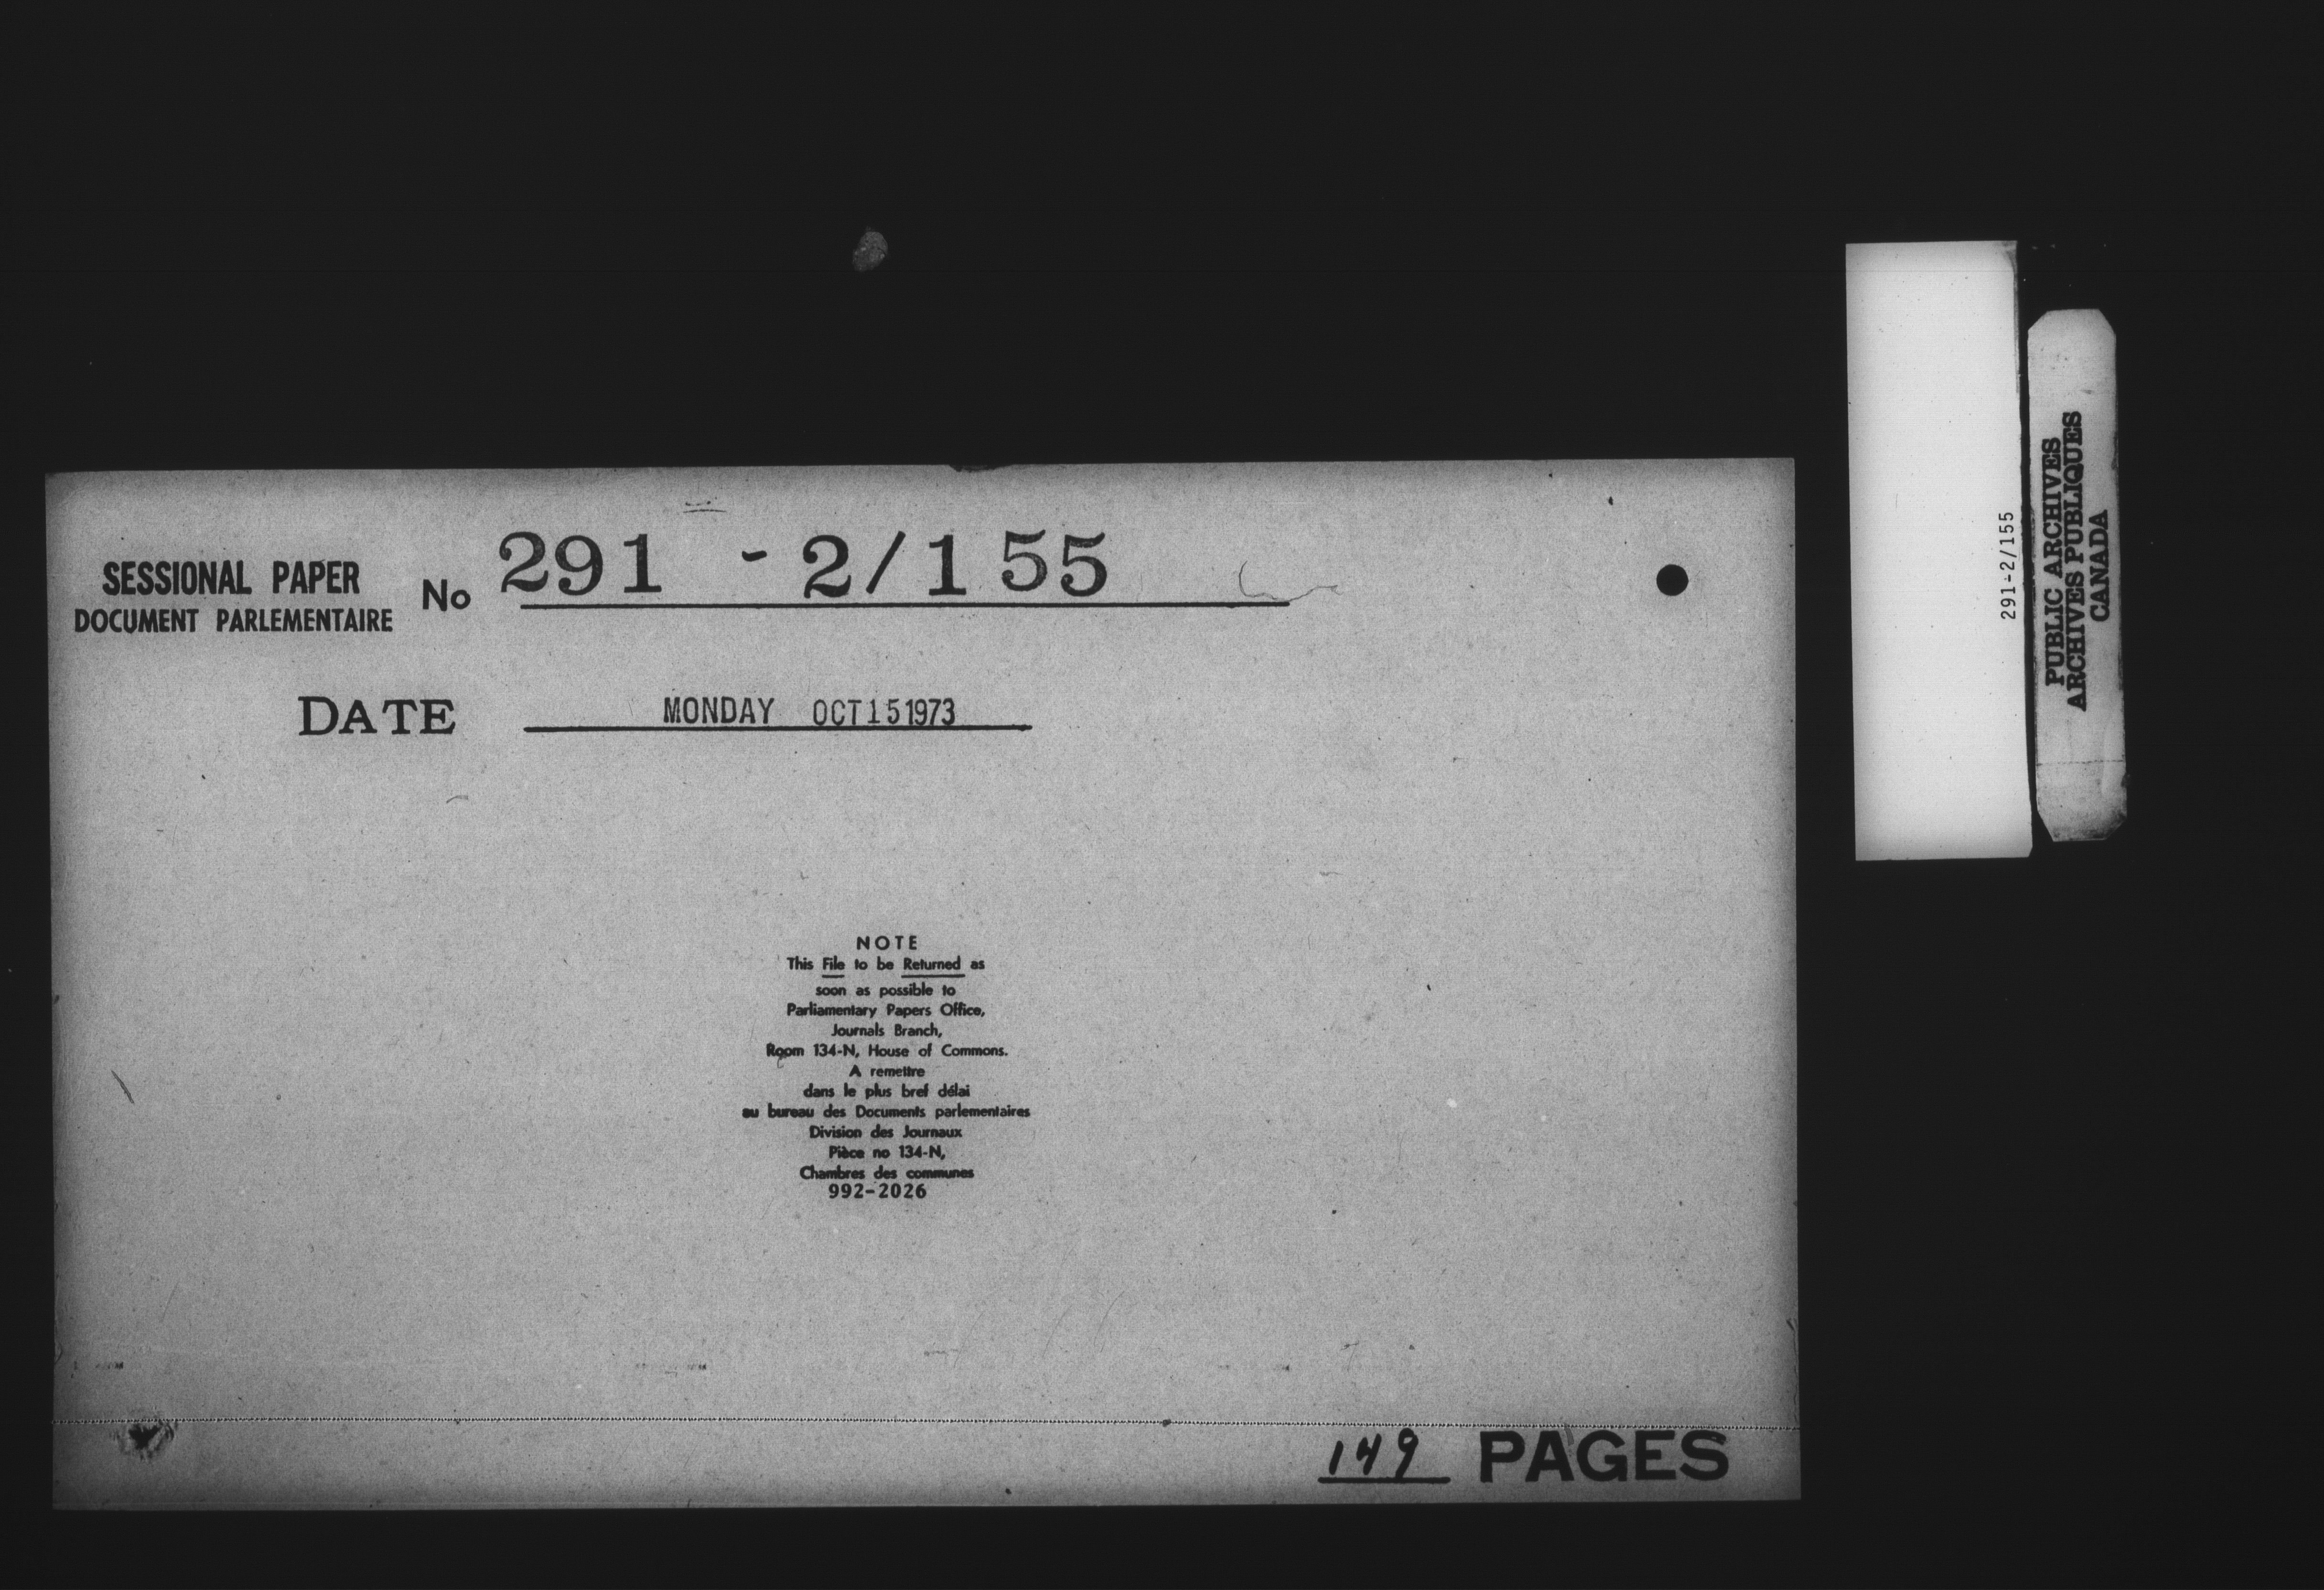 SESSIONAL PAPER
DOCUMENT PARLEMENTAIRE
No 291 - 2/155
DATE MONDAY OCT 15 1973
NOTE
This File to be Returned as
soon as possible to
Parliamentary Papers Office,
Journals Branch,
Room 134-N, House of Commons.
A remettre
dans le plus bref délai
au bureau des Documents parlementaires
Division des Journaux
Pièce no 134-N,
Chambres des communes
992-2026
149 PAGES
291-2/155
PUBLIC ARCHIVES
ARCHIVES PUBLIQUES
CANADA